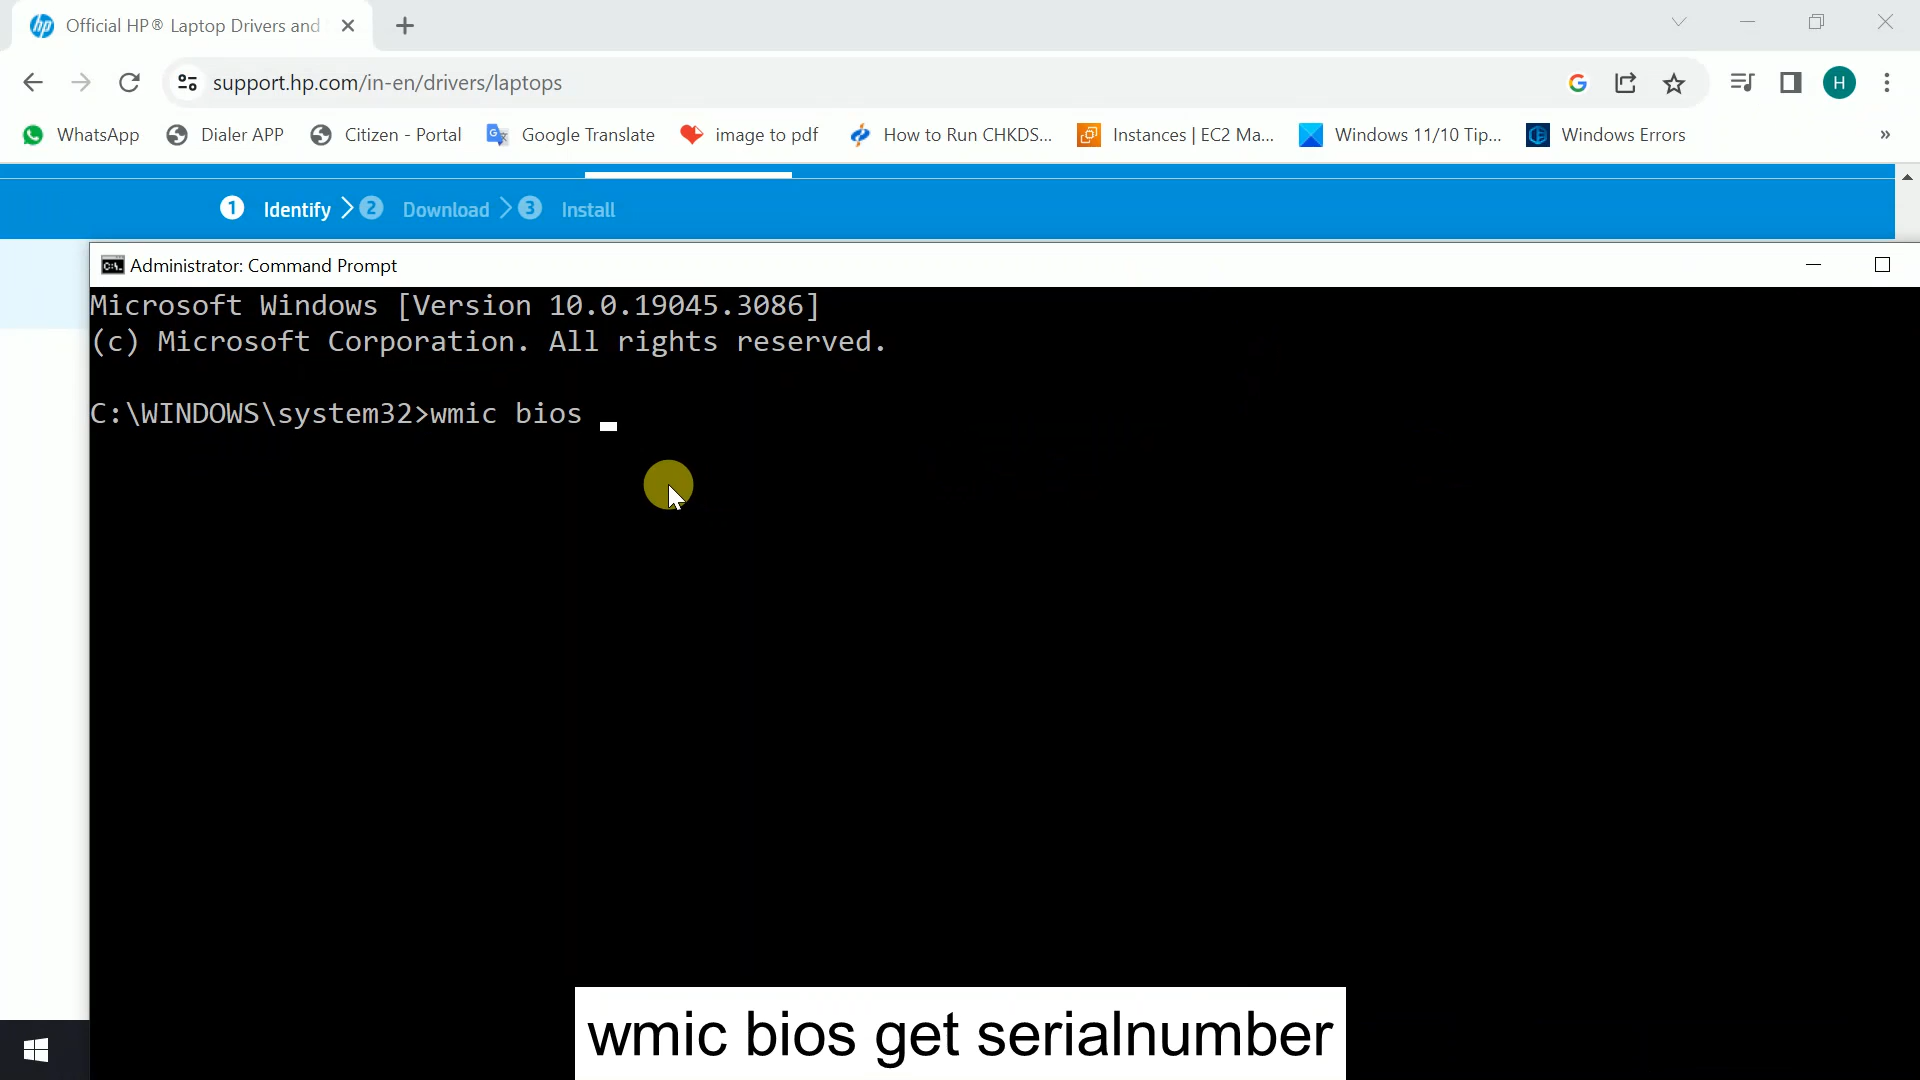 hp Official HP® Laptop Drivers and
support.hp.com/in-en/drivers/laptops
G
H
WhatsApp Dialer APP Citizen - Portal Google Translate image to pdf How to Run CHKDS... Instances | EC2 Ma... Windows 11/10 Tip... Windows Errors »
1 Identify 2 Download 3 Install
Administrator: Command Prompt
Microsoft Windows [Version 10.0.19045.3086]
(c) Microsoft Corporation. All rights reserved.
C:\WINDOWS\system32>wmic bios
wmic bios get serialnumber